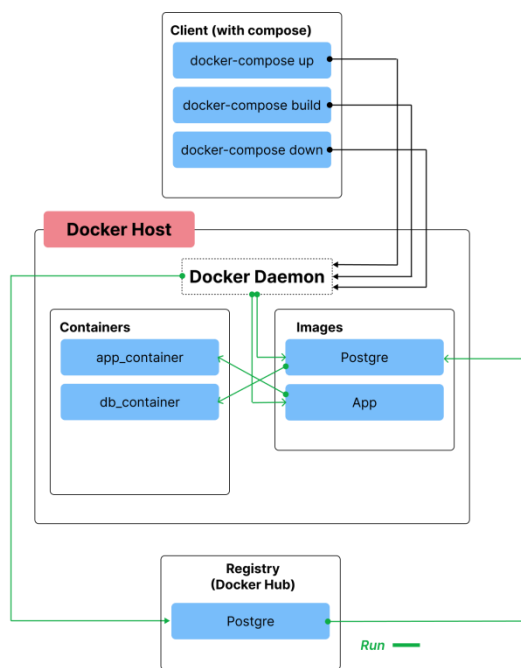 Client (with compose)
docker-compose up
docker-compose build
docker-compose down
Docker Host
Docker Daemon
Containers
app_container
db_container
Images
Postgre
App
Registry
(Docker Hub)
Postgre
Run